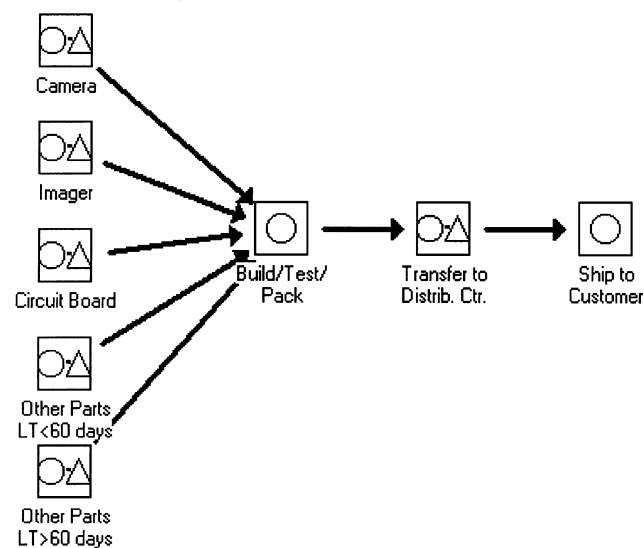 Camera
Imager
Circuit Board
Other Parts
LT<60 days
Other Parts
LT>60 days
Build/Test/
Pack
Transfer to
Distrib. Ctr.
Ship to
Customer